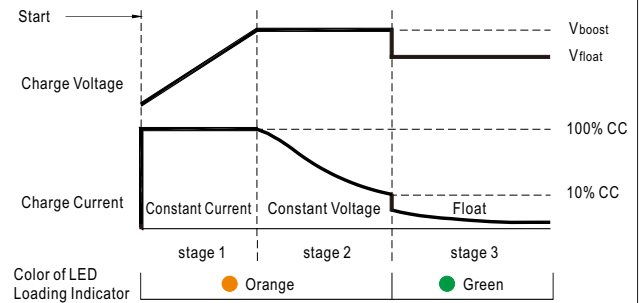 Start
Vboost
Vfloat
Charge Voltage
100% CC
10% CC
Charge Current
Constant Current
Constant Voltage
Float
stage 1
stage 2
stage 3
Color of LED
Loading Indicator
Orange
Green